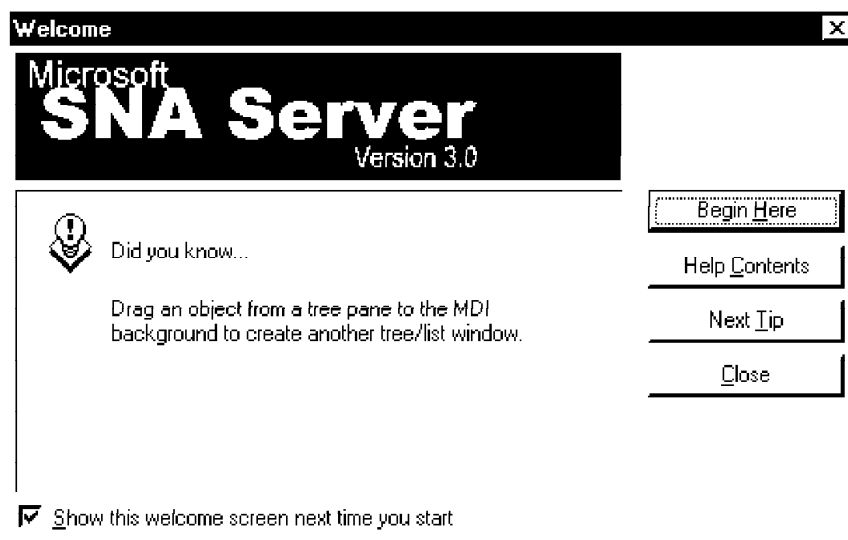 Welcome
Microsoft
SNA Server
Version 3.0
Did you know...
Drag an object from a tree pane to the MDI
background to create another tree/list window.
Begin Here
Help Contents
Next Tip
Close
Show this welcome screen next time you start